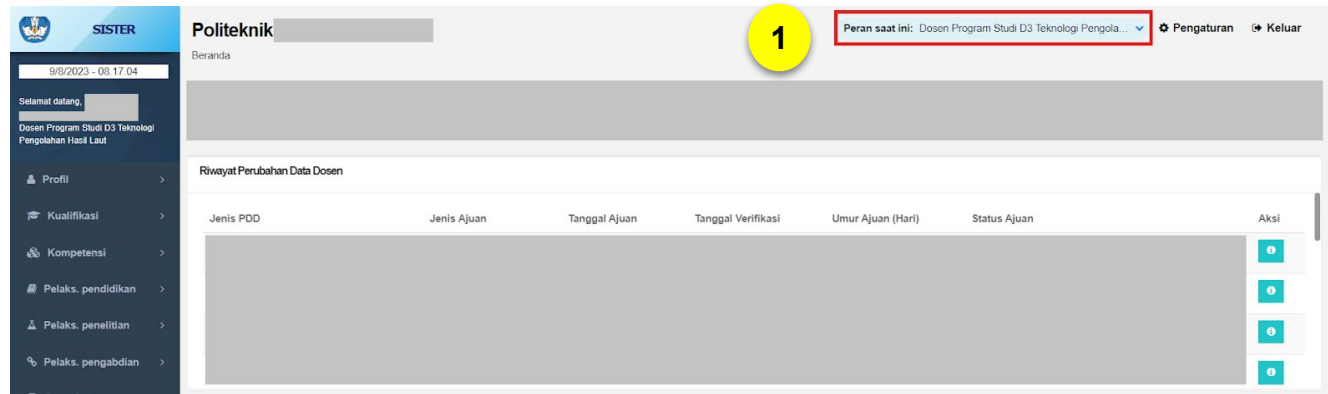 SISTER
9/8/2023 - 08.17.04
Selamat datang,
Dosen Program Studi D3 Teknologi
Pengolahan Hasil Laut
Profil
Kualifikasi
Kompetensi
Pelaks. pendidikan
Pelaks. penelitian
Pelaks. pengabdian
Politeknik
Beranda
1
Peran saat ini: Dosen Program Studi D3 Teknologi Pengola...
Pengaturan
Keluar
Riwayat Perubahan Data Dosen
Jenis PDD Jenis Ajuan Tanggal Ajuan Tanggal Verifikasi Umur Ajuan (Hari) Status Ajuan Aksi